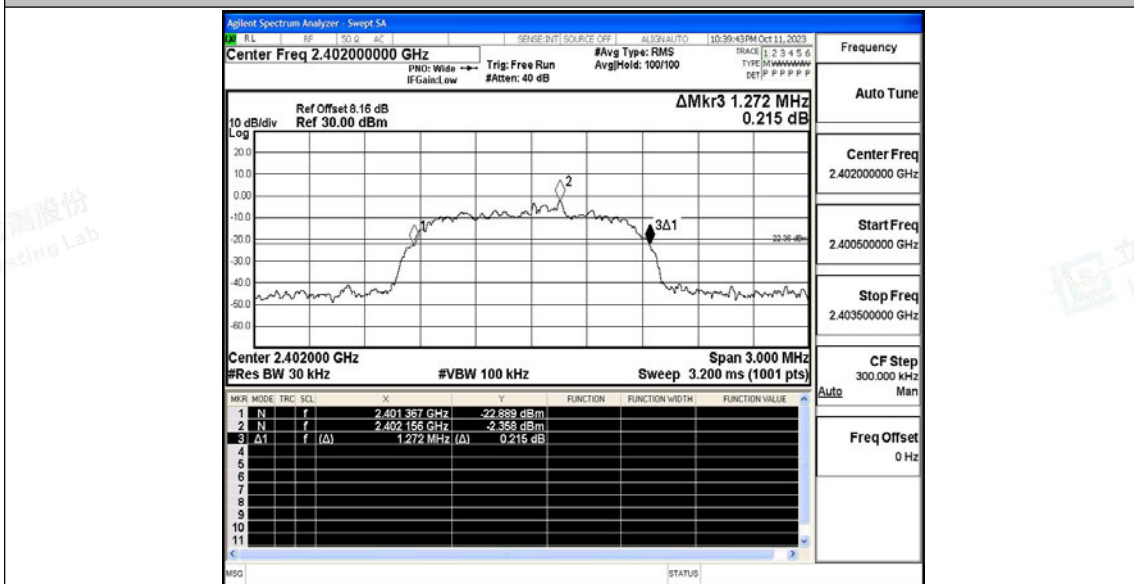 Agilent Spectrum Analyzer - Swept SA
RL RF 50 Ω AC SENSE:INT SOURCE OFF ALIGN AUTO 10:39:43 PM Oct 11, 2023
Center Freq 2.402000000 GHz
PNO: Wide
IFGain:Low
Trig: Free Run
#Atten: 40 dB
#Avg Type: RMS
Avg|Hold: 100/100
TRACE 1 2 3 4 5 6
TYPE M W W W W W
DET P P P P P P
Frequency
Auto Tune
Center Freq
2.402000000 GHz
Start Freq
2.400500000 GHz
Stop Freq
2.403500000 GHz
CF Step
300.000 kHz
Auto Man
Freq Offset
0 Hz
ΔMkr3 1.272 MHz
0.215 dB
Ref Offset 8.16 dB
10 dB/div Ref 30.00 dBm
Log
20.0
10.0
0.00
-10.0
-20.0
-30.0
-40.0
-50.0
-60.0
1
2
3Δ1
-22.36 dBm
Center 2.402000 GHz Span 3.000 MHz
#Res BW 30 kHz #VBW 100 kHz Sweep 3.200 ms (1001 pts)
MKR MODE TRC SCL X Y FUNCTION FUNCTION WIDTH FUNCTION VALUE
1 N f 2.401 367 GHz -22.889 dBm
2 N f 2.402 156 GHz -2.358 dBm
3 Δ1 f (Δ) 1.272 MHz (Δ) 0.215 dB
4
5
6
7
8
9
10
11
MSG STATUS
股份
Lab